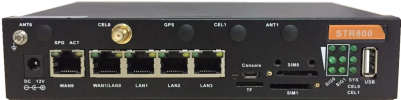 ANT0 CEL0 GPS CEL1 ANT1
STR800
SPD ACT
Console
SIM0
DC 12V
WAN0 WAN1/LAN0 LAN1 LAN2 LAN3
TF
SIM1
SYS
CEL0
CEL1
USB